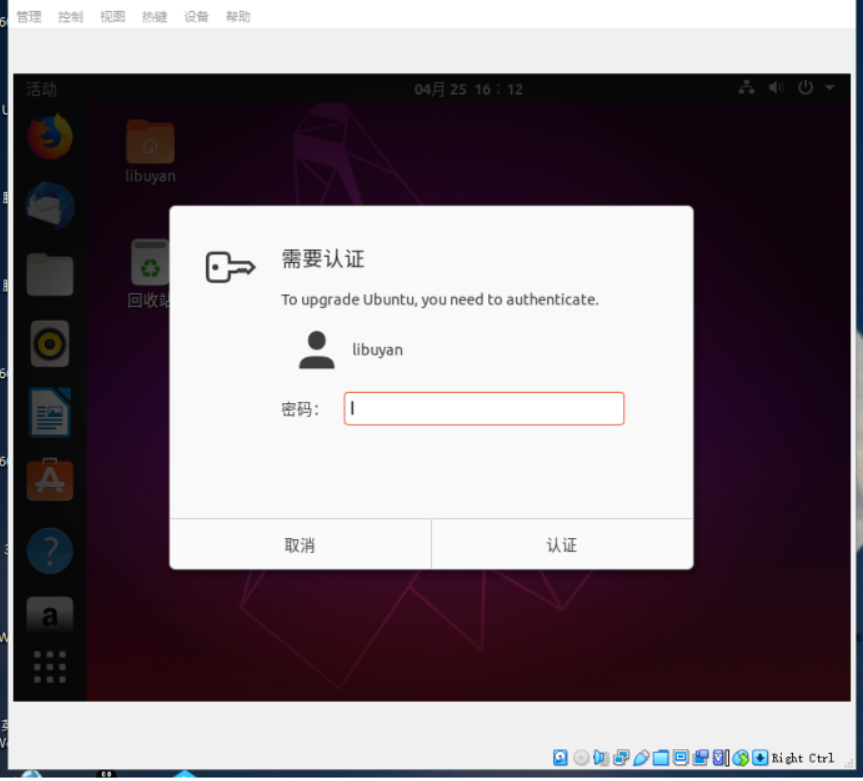 管理 控制 视图 热键 设备 帮助
活动 04月 25 16：12
libuyan
回收站
需要认证
To upgrade Ubuntu, you need to authenticate.
libuyan
密码：
取消 认证
Right Ctrl